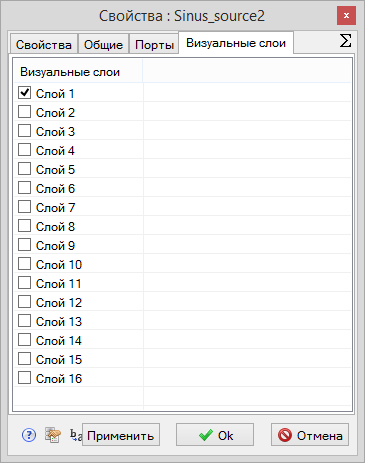 Свойства : Sinus_source2
x
Свойства Общие Порты Визуальные слои Σ
Визуальные слои
Слой 1
Слой 2
Слой 3
Слой 4
Слой 5
Слой 6
Слой 7
Слой 8
Слой 9
Слой 10
Слой 11
Слой 12
Слой 13
Слой 14
Слой 15
Слой 16
? Применить Ok Отмена